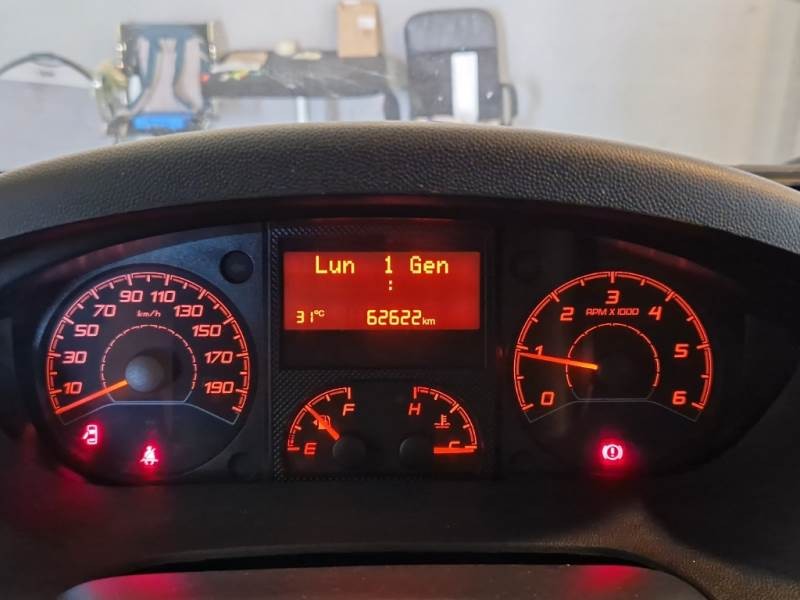 Lun 1 Gen
:
31°C 62622km
10 30 50 70 90 110 130 150 170 190
km/h
E F
H C
0 1 2 3 4 5 6
RPM X 1000